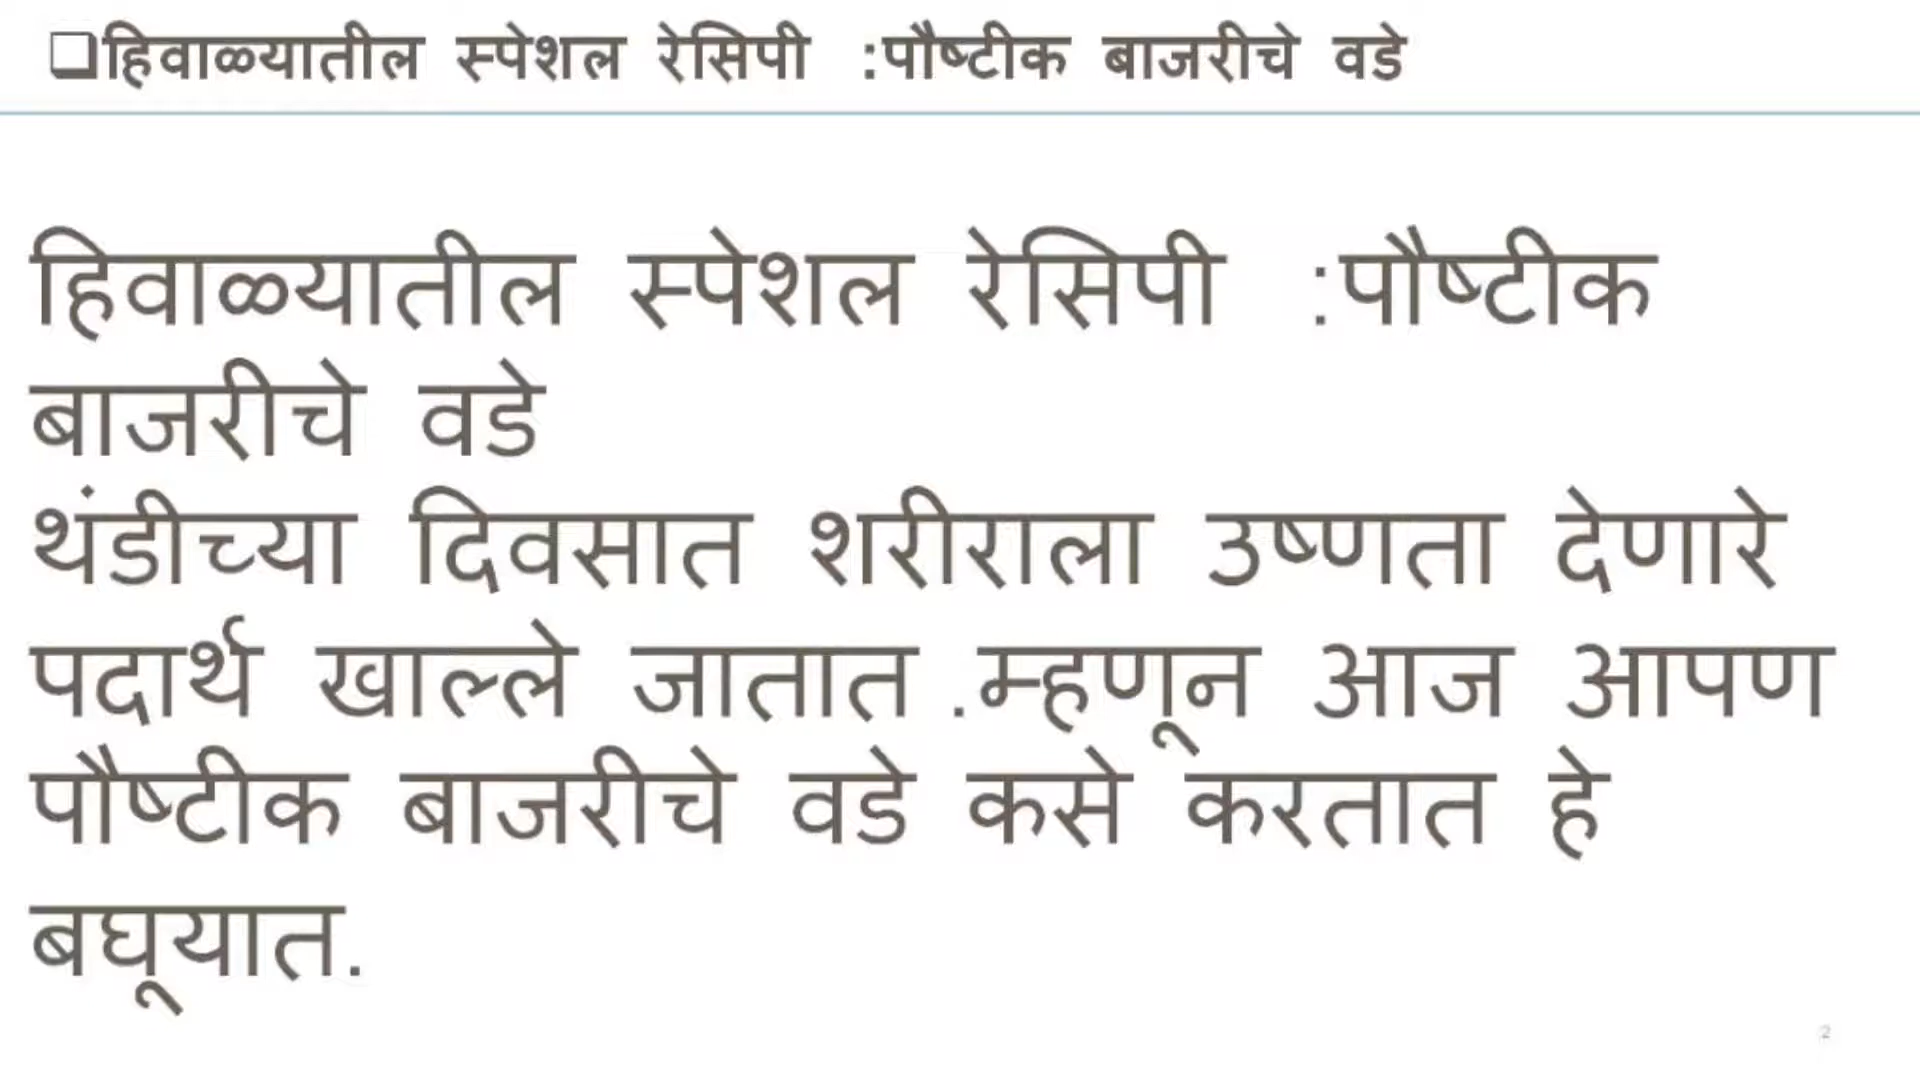 ❑हिवाळ्यातील स्पेशल रेसिपी :पौष्टीक बाजरीचे वडे
हिवाळ्यातील स्पेशल रेसिपी :पौष्टीक
बाजरीचे वडे
थंडीच्या दिवसात शरीराला उष्णता देणारे
पदार्थ खाल्ले जातात .म्हणून आज आपण
पौष्टीक बाजरीचे वडे कसे करतात हे
बघूयात.
2